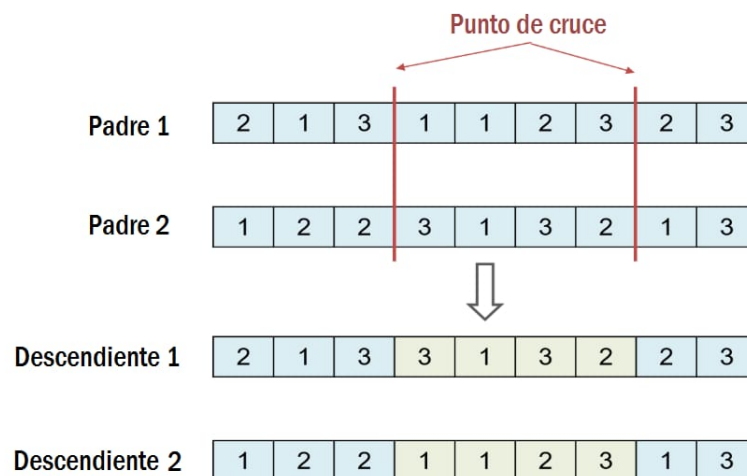 Punto de cruce
Padre 1 2 1 3 1 1 2 3 2 3
Padre 2 1 2 2 3 1 3 2 1 3
Descendiente 1 2 1 3 3 1 3 2 2 3
Descendiente 2 1 2 2 1 1 2 3 1 3